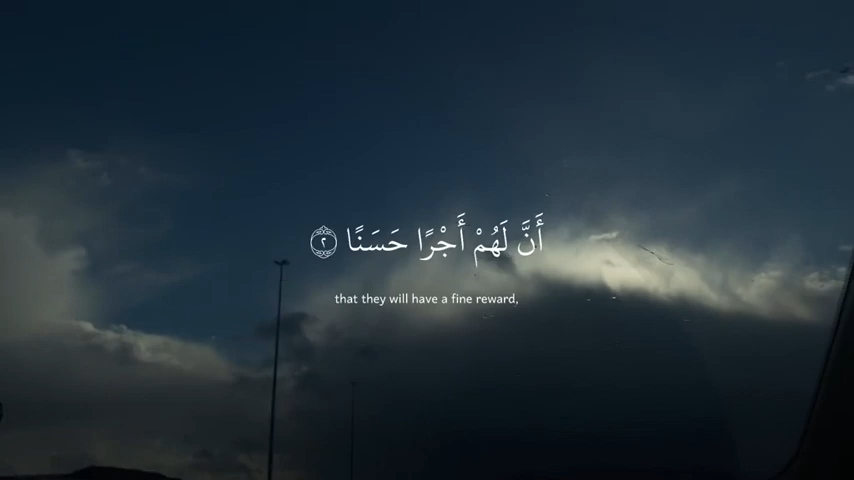 أَنَّ لَهُمْ أَجْرًا حَسَنًا ٢
that they will have a fine reward,